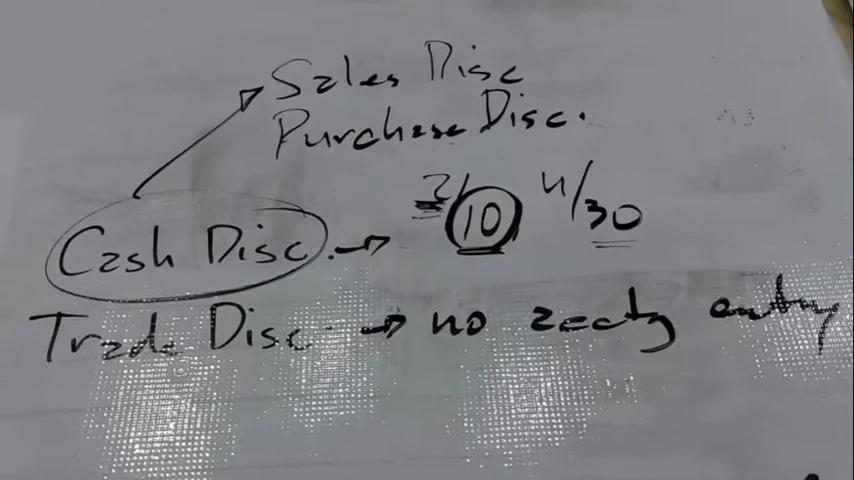 Sales Disc
Purchase Disc.
Cash Disc. → 2/10 n/30
Trade Disc. → no acctg entry